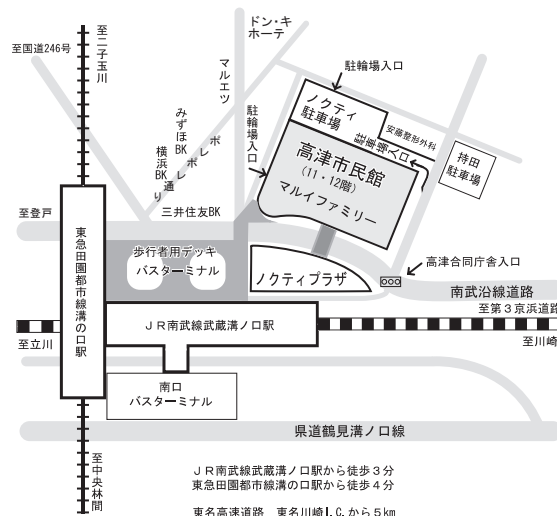 至二子玉川
至国道246号
ドン・キ
ホーテ
マルエツ
駐輪場入口
みずほBK
横浜BK
ポレポレ通り
駐輪場入口
ノクティ
駐車場
駐車場入口
安藤整形外科
持田
駐車場
高津市民館
(11・12階)
マルイファミリー
三井住友BK
至登戸
東急田園都市線溝の口駅
歩行者用デッキ
バスターミナル
ノクティプラザ
高津合同庁舎入口
南武沿線道路
至第3京浜道路
JR南武線武蔵溝ノ口駅
至立川
至川崎
南口
バスターミナル
県道鶴見溝ノ口線
至中央林間
JR南武線武蔵溝ノ口駅から徒歩3分
東急田園都市線溝の口駅から徒歩4分
東名高速道路 東名川崎I.C.から5km